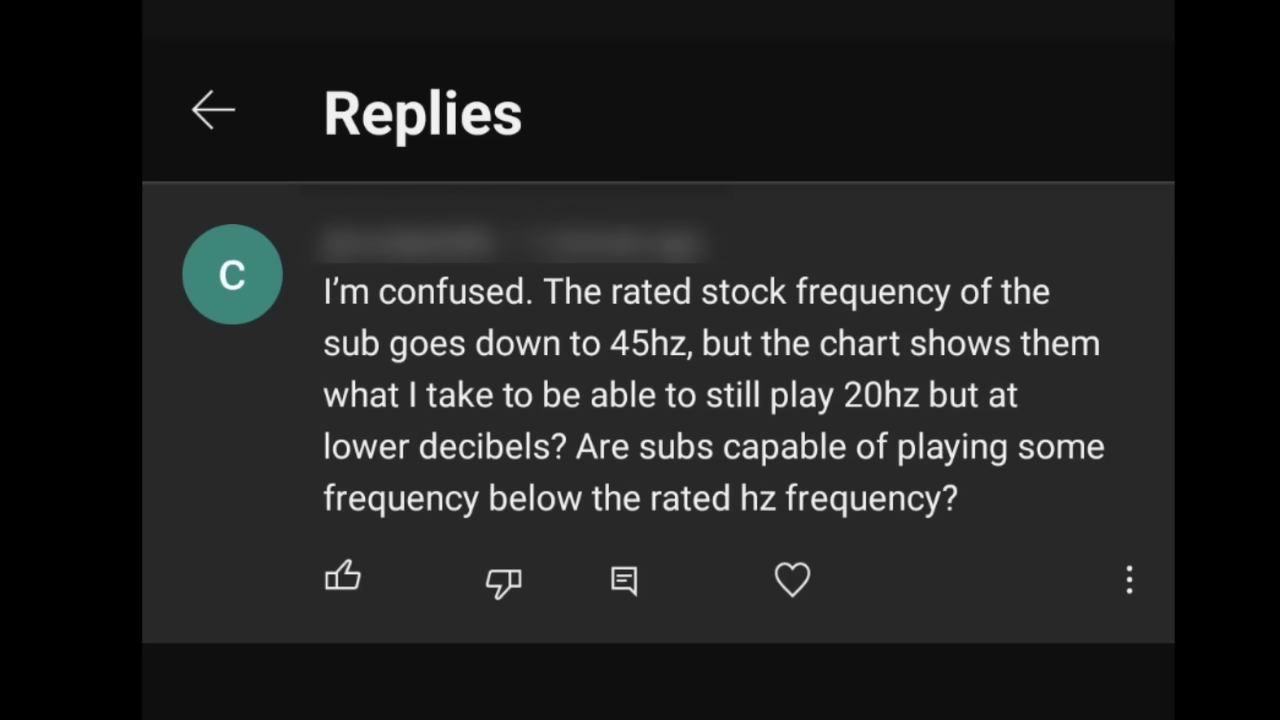 Replies
C
I'm confused. The rated stock frequency of the
sub goes down to 45hz, but the chart shows them
what I take to be able to still play 20hz but at
lower decibels? Are subs capable of playing some
frequency below the rated hz frequency?